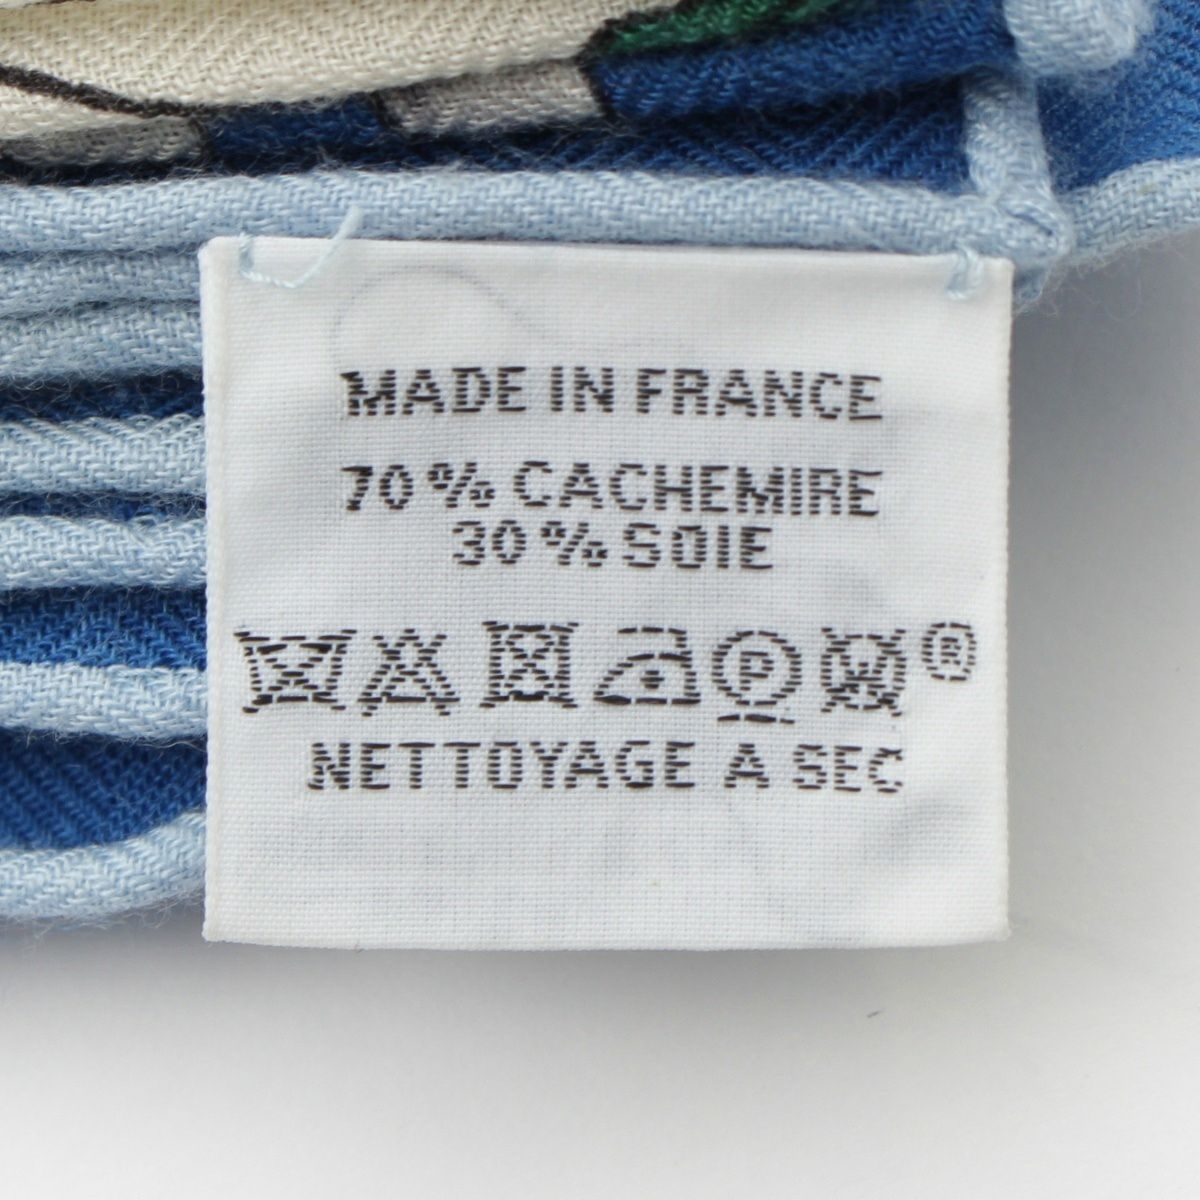 MADE IN FRANCE
70% CACHEMIRE
30% SOIE
P W ®
NETTOYAGE A SEC